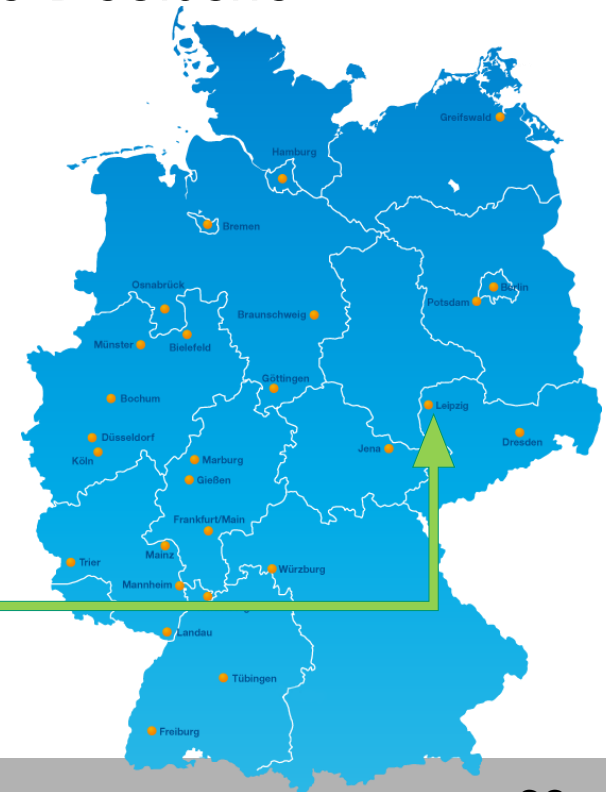 Greifswald
Hamburg
Bremen
Osnabrück
Berlin
Potsdam
Braunschweig
Münster
Bielefeld
Göttingen
Bochum
Leipzig
Düsseldorf
Dresden
Köln
Jena
Marburg
Gießen
Frankfurt/Main
Mainz
Trier
Würzburg
Mannheim
Landau
Tübingen
Freiburg